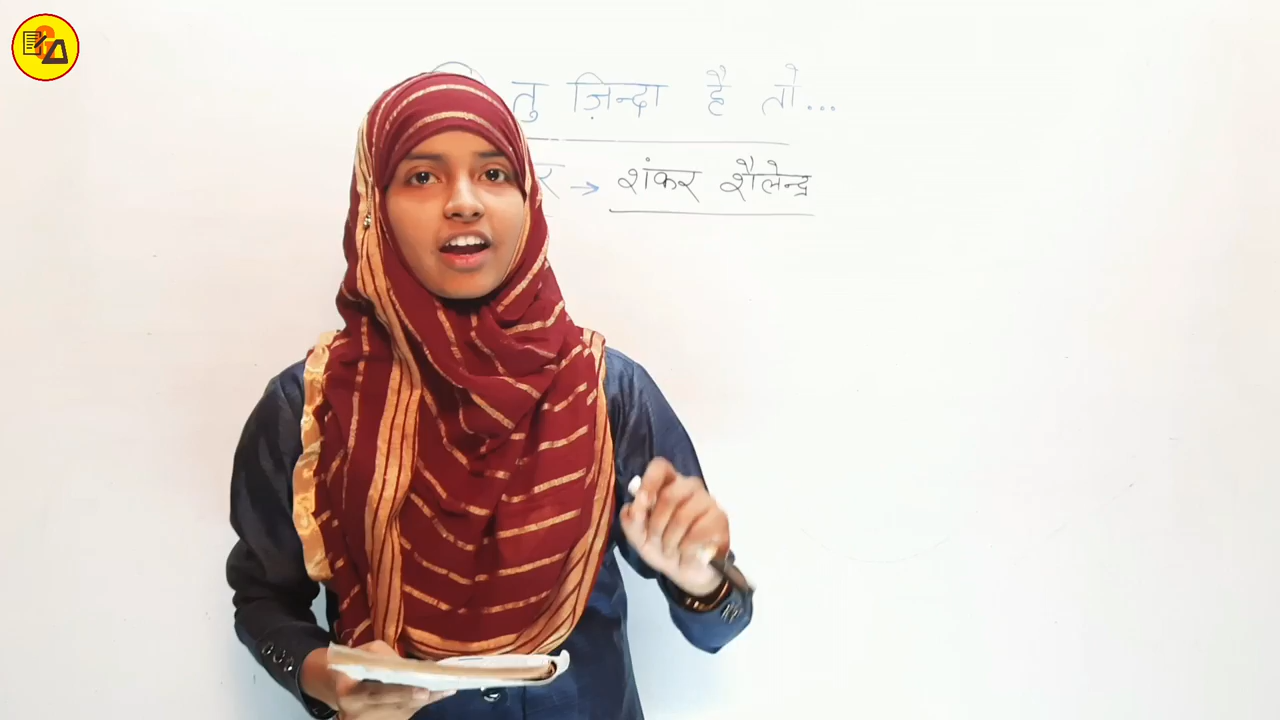 तु ज़िन्दा है तो...
→ शंकर शैलेन्द्र